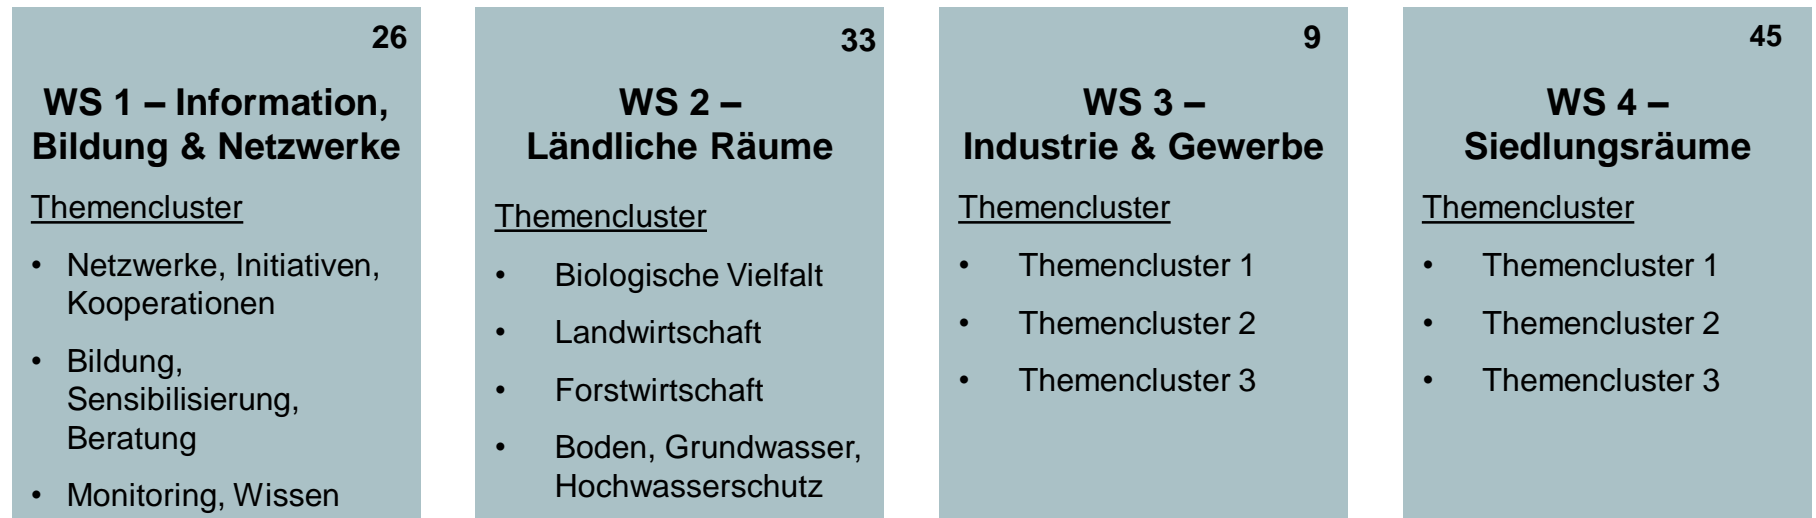 26
WS 1 – Information,
Bildung & Netzwerke
Themencluster
• Netzwerke, Initiativen,
Kooperationen
• Bildung,
Sensibilisierung,
Beratung
• Monitoring, Wissen
33
WS 2 –
Ländliche Räume
Themencluster
• Biologische Vielfalt
• Landwirtschaft
• Forstwirtschaft
• Boden, Grundwasser,
Hochwasserschutz
9
WS 3 –
Industrie & Gewerbe
Themencluster
• Themencluster 1
• Themencluster 2
• Themencluster 3
45
WS 4 –
Siedlungsräume
Themencluster
• Themencluster 1
• Themencluster 2
• Themencluster 3